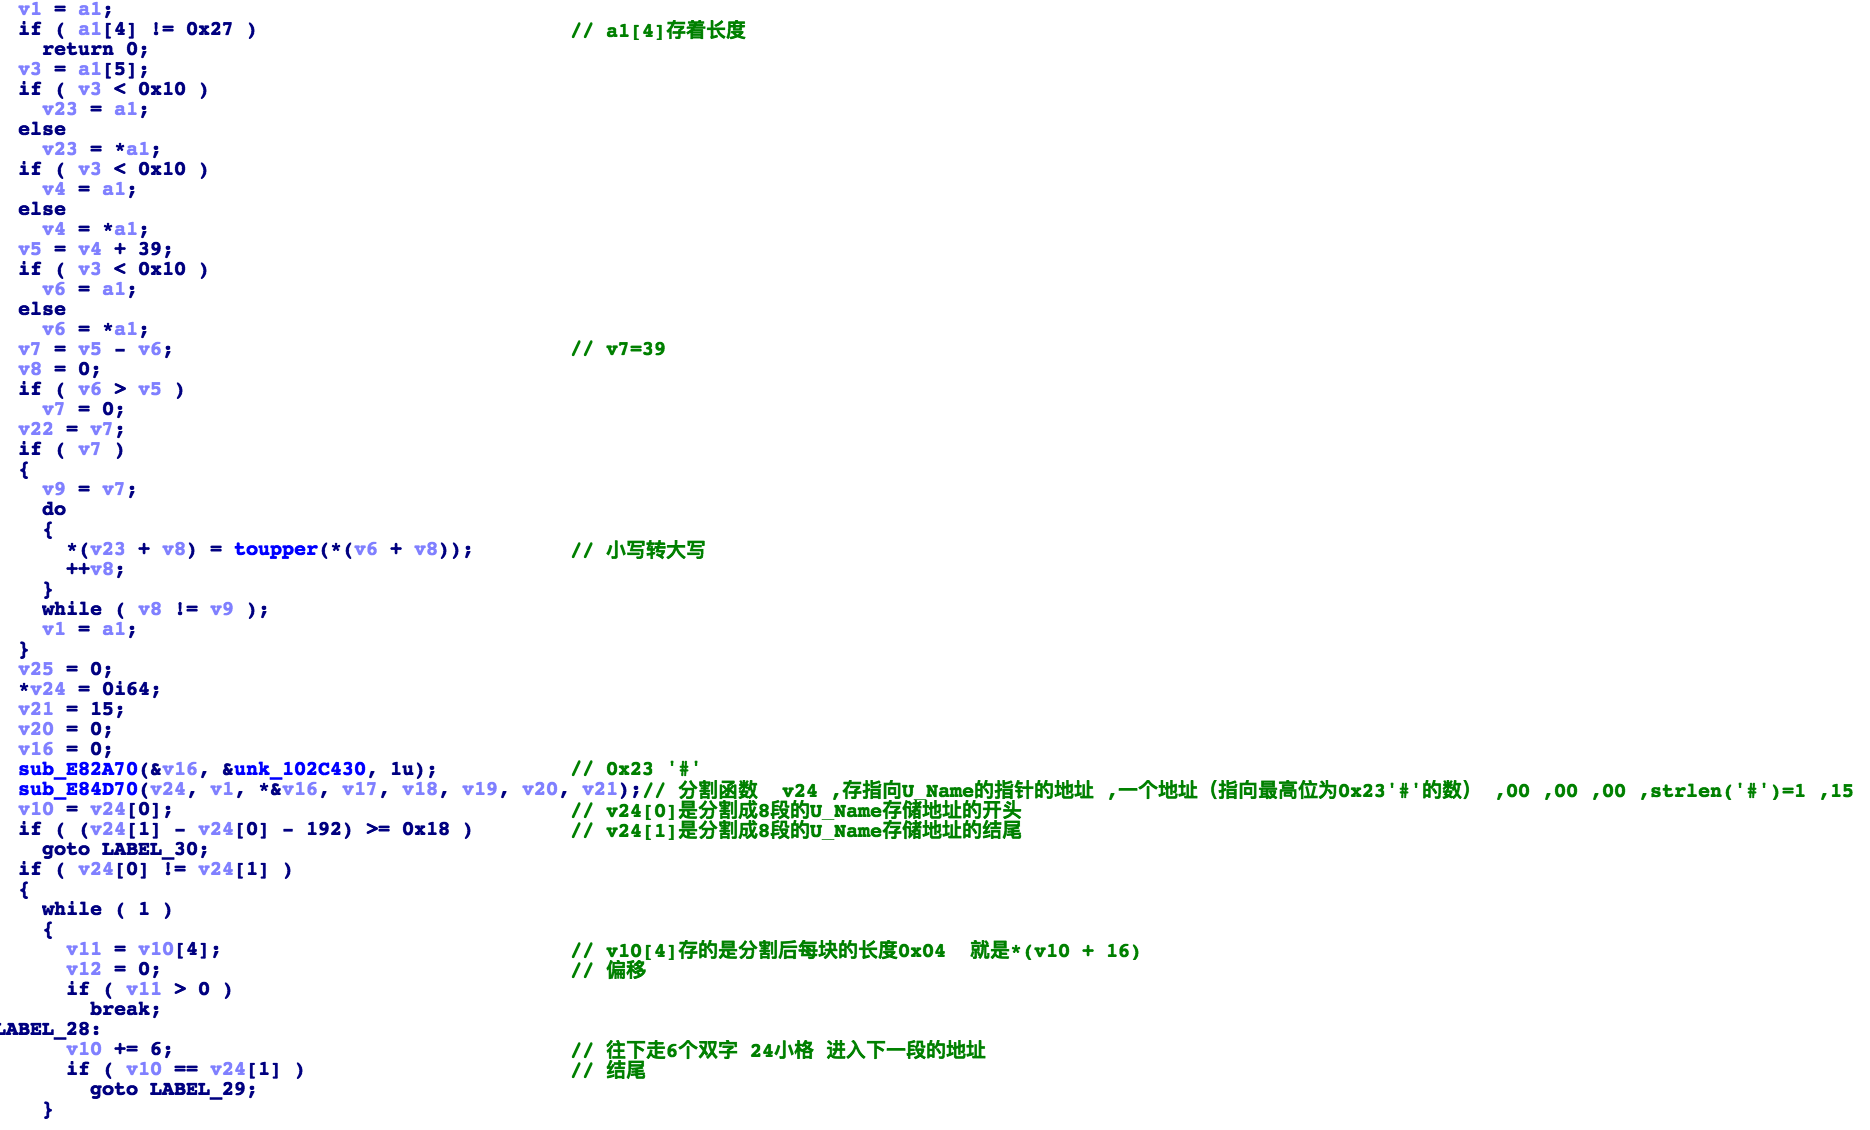 v1 = a1;
if ( a1[4] != 0x27 ) // a1[4]存着长度
return 0;
v3 = a1[5];
if ( v3 < 0x10 )
v23 = a1;
else
v23 = *a1;
if ( v3 < 0x10 )
v4 = a1;
else
v4 = *a1;
v5 = v4 + 39;
if ( v3 < 0x10 )
v6 = a1;
else
v6 = *a1;
v7 = v5 - v6; // v7=39
v8 = 0;
if ( v6 > v5 )
v7 = 0;
v22 = v7;
if ( v7 )
{
v9 = v7;
do
{
*(v23 + v8) = toupper(*(v6 + v8)); // 小写转大写
++v8;
}
while ( v8 != v9 );
v1 = a1;
}
v25 = 0;
*v24 = 0i64;
v21 = 15;
v20 = 0;
v16 = 0;
sub_E82A70(&v16, &unk_102C430, 1u); // 0x23 '#'
sub_E84D70(v24, v1, *&v16, v17, v18, v19, v20, v21);// 分割函数 v24 ,存指向U_Name的指针的地址 ,一个地址（指向最高位为0x23'#'的数） ,00 ,00 ,00 ,strlen('#')=1 ,15
v10 = v24[0]; // v24[0]是分割成8段的U_Name存储地址的开头
if ( (v24[1] - v24[0] - 192) >= 0x18 ) // v24[1]是分割成8段的U_Name存储地址的结尾
goto LABEL_30;
if ( v24[0] != v24[1] )
{
while ( 1 )
{
v11 = v10[4]; // v10[4]存的是分割后每块的长度0x04 就是*(v10 + 16)
v12 = 0; // 偏移
if ( v11 > 0 )
break;
LABEL_28:
v10 += 6; // 往下走6个双字 24小格 进入下一段的地址
if ( v10 == v24[1] ) // 结尾
goto LABEL_29;
}